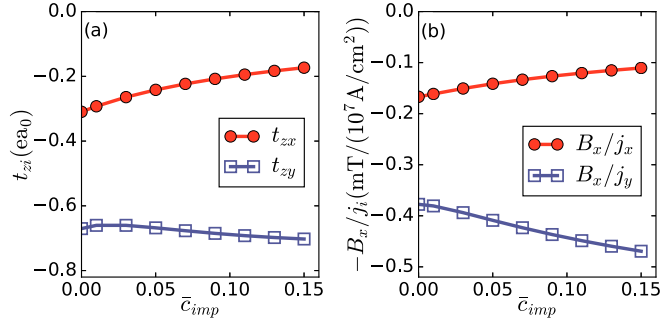 (a)
0.0
−0.2
−0.4
−0.6
−0.8
t_{zi}(ea_0)
t_{zx}
t_{zy}
0.00 0.05 0.10 0.15
c̄_{imp}
(b)
0.0
−0.1
−0.2
−0.3
−0.4
−0.5
−B_x/j_i(mT/(10^7A/cm^2))
B_x/j_x
B_x/j_y
0.00 0.05 0.10 0.15
c̄_{imp}